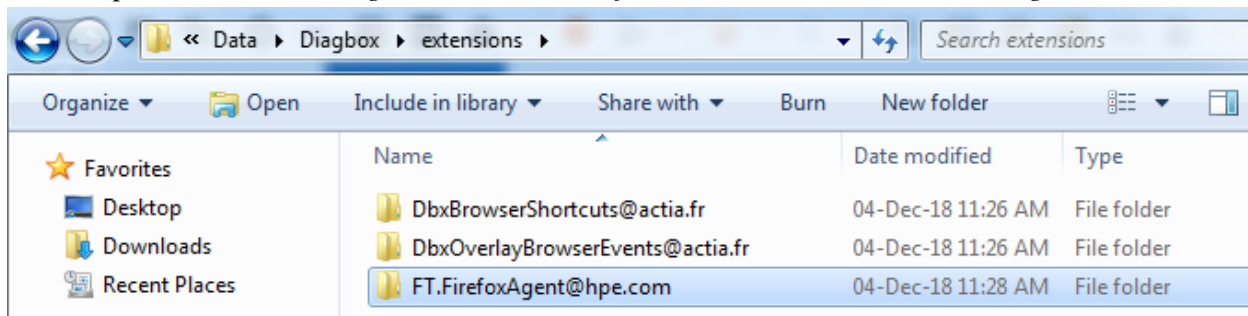 « Data ▸ Diagbox ▸ extensions ▸ Search extensions
Organize ▾ Open Include in library ▾ Share with ▾ Burn New folder
Favorites
Desktop
Downloads
Recent Places
Name Date modified Type
DbxBrowserShortcuts@actia.fr 04-Dec-18 11:26 AM File folder
DbxOverlayBrowserEvents@actia.fr 04-Dec-18 11:26 AM File folder
FT.FirefoxAgent@hpe.com 04-Dec-18 11:28 AM File folder